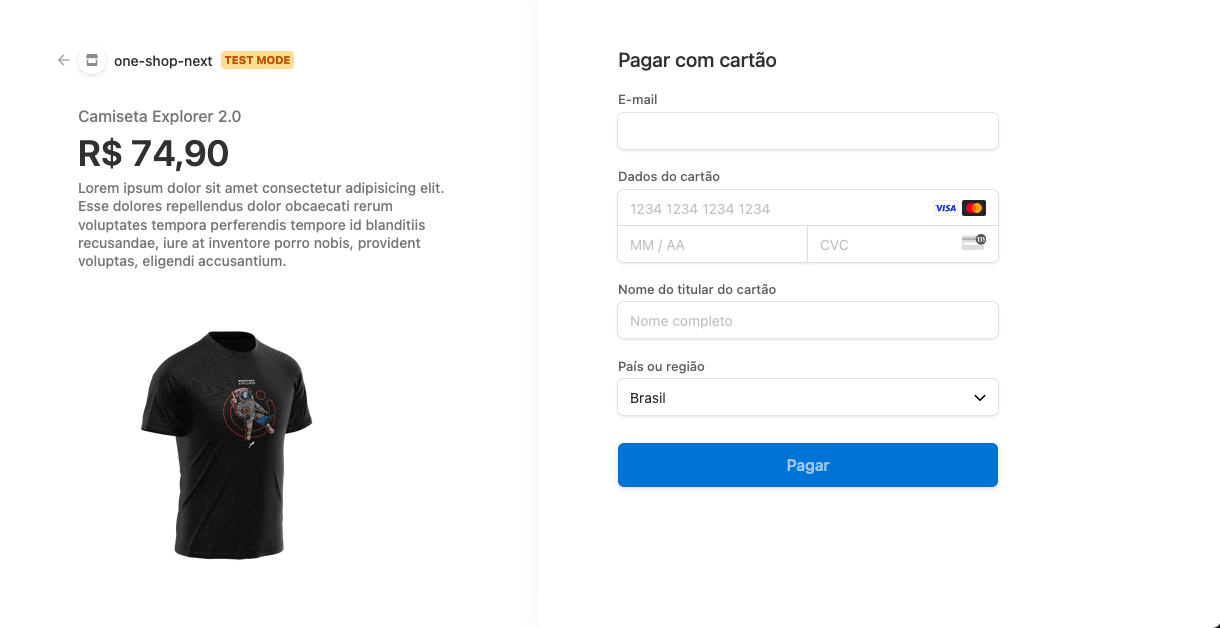 one-shop-next TEST MODE
Camiseta Explorer 2.0
R$ 74,90
Lorem ipsum dolor sit amet consectetur adipisicing elit.
Esse dolores repellendus dolor obcaecati rerum
voluptates tempora perferendis tempore id blanditiis
recusandae, iure at inventore porro nobis, provident
voluptas, eligendi accusantium.
Pagar com cartão
E-mail
Dados do cartão
1234 1234 1234 1234 VISA
MM / AA CVC 135
Nome do titular do cartão
Nome completo
País ou região
Brasil
Pagar